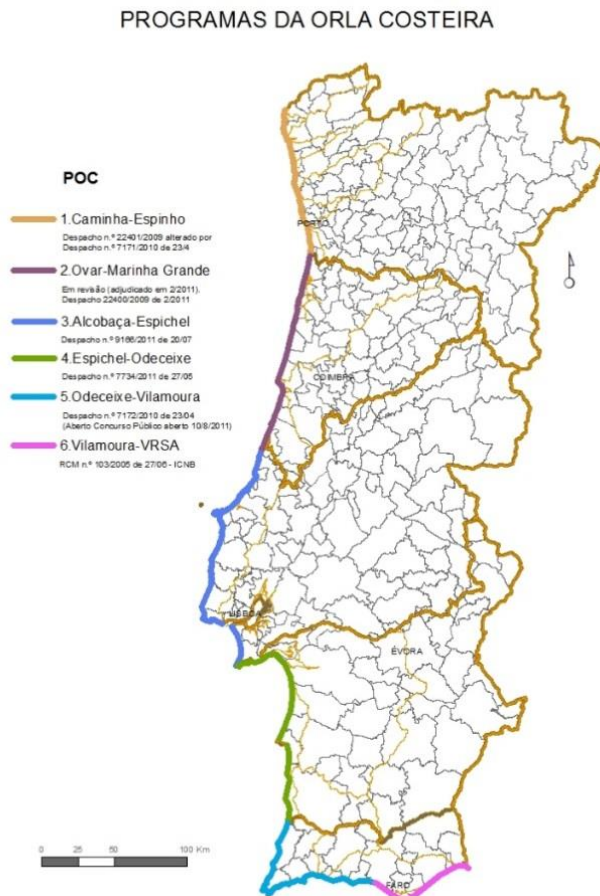 PROGRAMAS DA ORLA COSTEIRA
POC
1.Caminha-Espinho
Despacho n.º 22401/2009 alterado por
Despacho n.º 7171/2010 de 23/4
2.Ovar-Marinha Grande
Em revisão (adjudicado em 2/2011).
Despacho 22400/2009 de 2/2011
3.Alcobaça-Espichel
Despacho n.º 9166/2011 de 20/07
4.Espichel-Odeceixe
Despacho n.º 7734/2011 de 27/05
5.Odeceixe-Vilamoura
Despacho n.º 7172/2010 de 23.04
(Aberto Concurso Público aberto 10/8/2011)
6.Vilamoura-VRSA
RCM n.º 103/2005 de 27/06 - ICNB
PORTO
COIMBRA
LISBOA
ÉVORA
FARO
0 25 50 100 Km